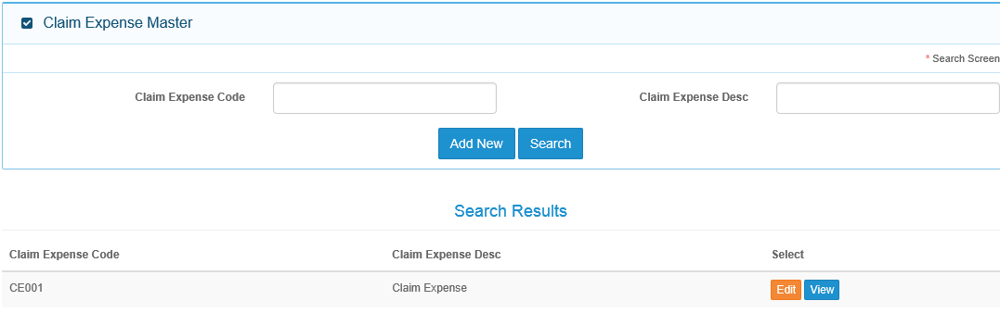 Claim Expense Master
* Search Screen
Claim Expense Code Claim Expense Desc
Add New Search
Search Results
Claim Expense Code Claim Expense Desc Select
CE001 Claim Expense Edit View